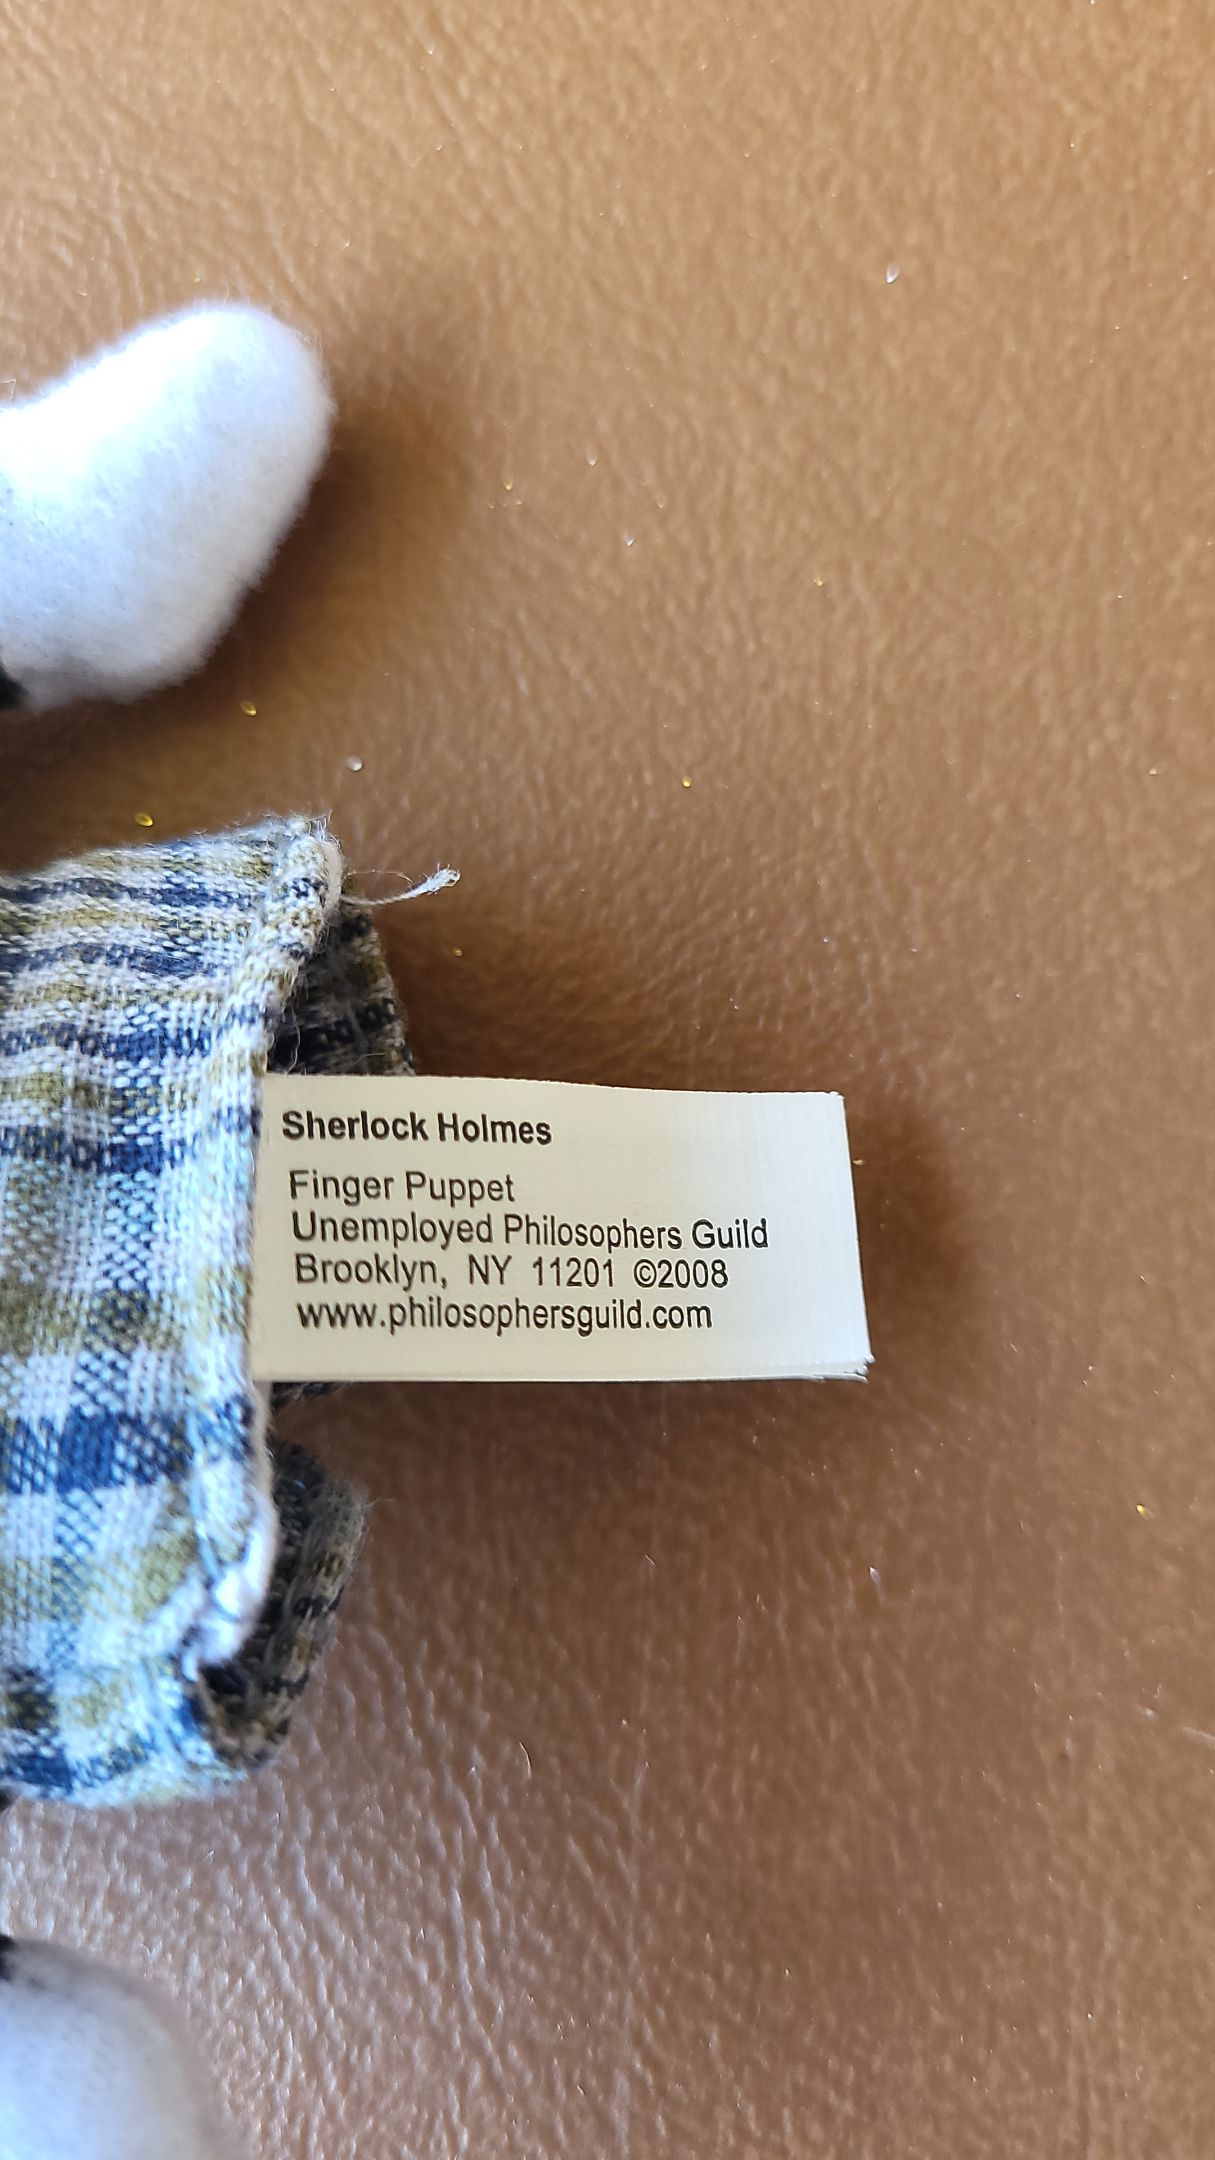 Sherlock Holmes
Finger Puppet
Unemployed Philosophers Guild
Brooklyn, NY 11201 ©2008
www.philosophersguild.com